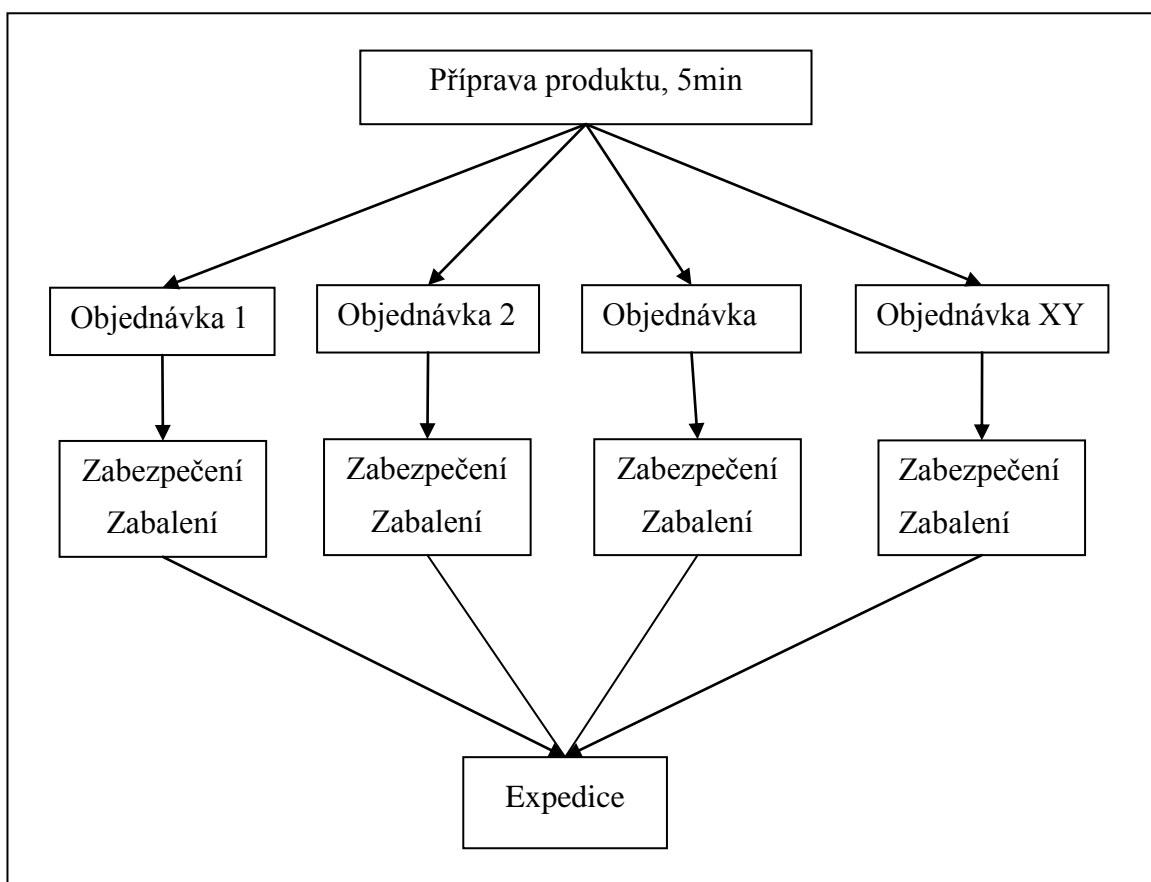 Příprava produktu, 5min
Objednávka 1
Objednávka 2
Objednávka
Objednávka XY
Zabezpečení
Zabalení
Zabezpečení
Zabalení
Zabezpečení
Zabalení
Zabezpečení
Zabalení
Expedice